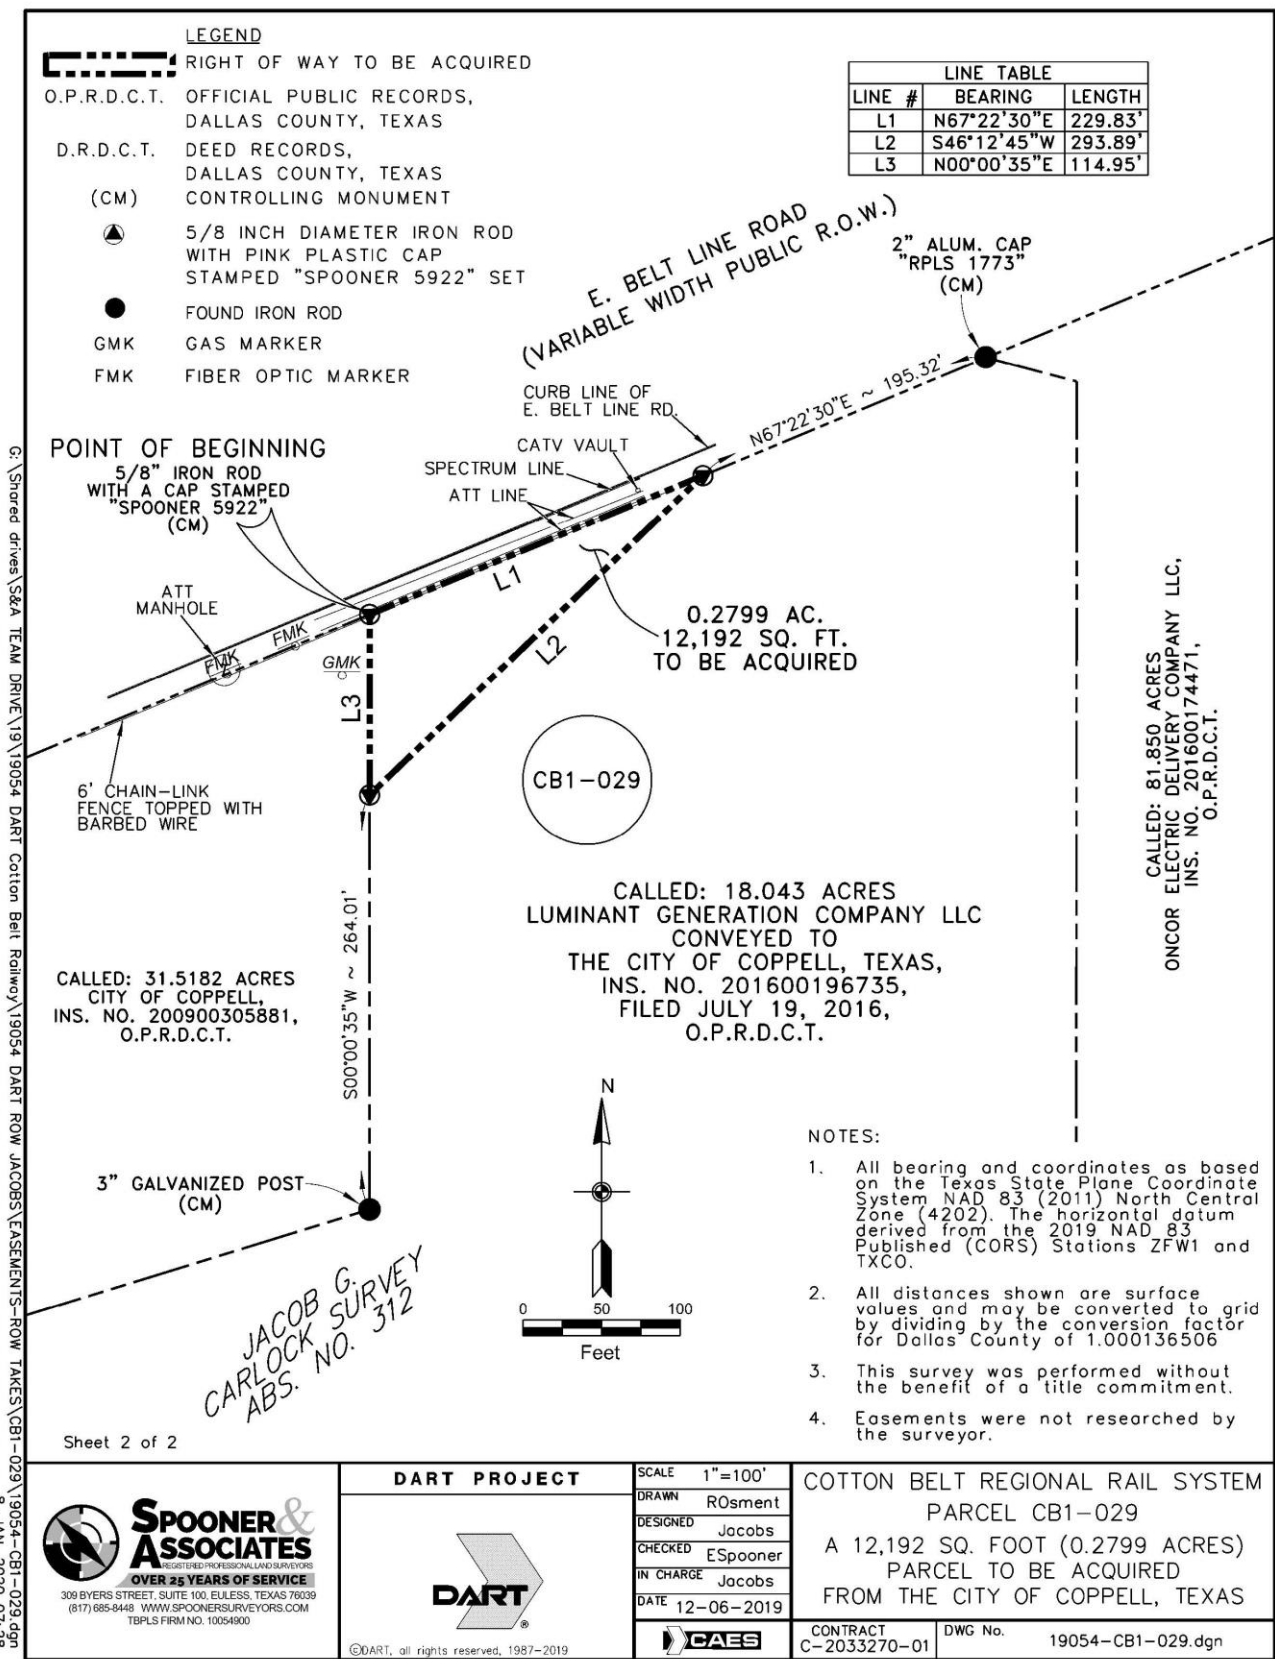 LEGEND
RIGHT OF WAY TO BE ACQUIRED
O.P.R.D.C.T. OFFICIAL PUBLIC RECORDS,
DALLAS COUNTY, TEXAS
D.R.D.C.T. DEED RECORDS,
DALLAS COUNTY, TEXAS
(CM) CONTROLLING MONUMENT
5/8 INCH DIAMETER IRON ROD
WITH PINK PLASTIC CAP
STAMPED "SPOONER 5922" SET
FOUND IRON ROD
GMK GAS MARKER
FMK FIBER OPTIC MARKER
LINE TABLE
LINE # BEARING LENGTH
L1 N67°22'30"E 229.83'
L2 S46°12'45"W 293.89'
L3 N00°00'35"E 114.95'
E. BELT LINE ROAD
(VARIABLE WIDTH PUBLIC R.O.W.)
2" ALUM. CAP
"RPLS 1773"
(CM)
N67°22'30"E ~ 195.32'
CURB LINE OF
E. BELT LINE RD.
CATV VAULT
SPECTRUM LINE
ATT LINE
POINT OF BEGINNING
5/8" IRON ROD
WITH A CAP STAMPED
"SPOONER 5922"
(CM)
ATT
MANHOLE
FMK
FMK
GMK
L1
L2
L3
0.2799 AC.
12,192 SQ. FT.
TO BE ACQUIRED
6' CHAIN-LINK
FENCE TOPPED WITH
BARBED WIRE
CB1-029
CALLED: 81.850 ACRES
ONCOR ELECTRIC DELIVERY COMPANY LLC,
INS. NO. 201600174471,
O.P.R.D.C.T.
CALLED: 18.043 ACRES
LUMINANT GENERATION COMPANY LLC
CONVEYED TO
THE CITY OF COPPELL, TEXAS,
INS. NO. 201600196735,
FILED JULY 19, 2016,
O.P.R.D.C.T.
CALLED: 31.5182 ACRES
CITY OF COPPELL,
INS. NO. 200900305881,
O.P.R.D.C.T.
S00°00'35"W ~ 264.01'
3" GALVANIZED POST
(CM)
JACOB G.
CARLOCK SURVEY
ABS. NO. 312
N
0 50 100
Feet
NOTES:
1. All bearing and coordinates as based
on the Texas State Plane Coordinate
System NAD 83 (2011) North Central
Zone (4202). The horizontal datum
derived from the 2019 NAD 83
Published (CORS) Stations ZFW1 and
TXCO.
2. All distances shown are surface
values and may be converted to grid
by dividing by the conversion factor
for Dallas County of 1.000136506
3. This survey was performed without
the benefit of a title commitment.
4. Easements were not researched by
the surveyor.
Sheet 2 of 2
G:\Shared drives\S&A TEAM DRIVE\19\19054 DART Cotton Belt Railway\19054 DART ROW JACOBS\EASEMENTS-ROW TAKES\CB1-029\19054-CB1-029.dgn
SPOONER &
ASSOCIATES
REGISTERED PROFESSIONAL LAND SURVEYORS
OVER 25 YEARS OF SERVICE
309 BYERS STREET, SUITE 100, EULESS, TEXAS 76039
(817) 685-8448 WWW.SPOONERSURVEYORS.COM
TBPLS FIRM NO. 10054900
DART PROJECT
DART
®
©DART, all rights reserved, 1987-2019
SCALE 1"=100'
DRAWN ROsment
DESIGNED Jacobs
CHECKED ESpooner
IN CHARGE Jacobs
DATE 12-06-2019
CAES
COTTON BELT REGIONAL RAIL SYSTEM
PARCEL CB1-029
A 12,192 SQ. FOOT (0.2799 ACRES)
PARCEL TO BE ACQUIRED
FROM THE CITY OF COPPELL, TEXAS
CONTRACT
C-2033270-01
DWG No. 19054-CB1-029.dgn